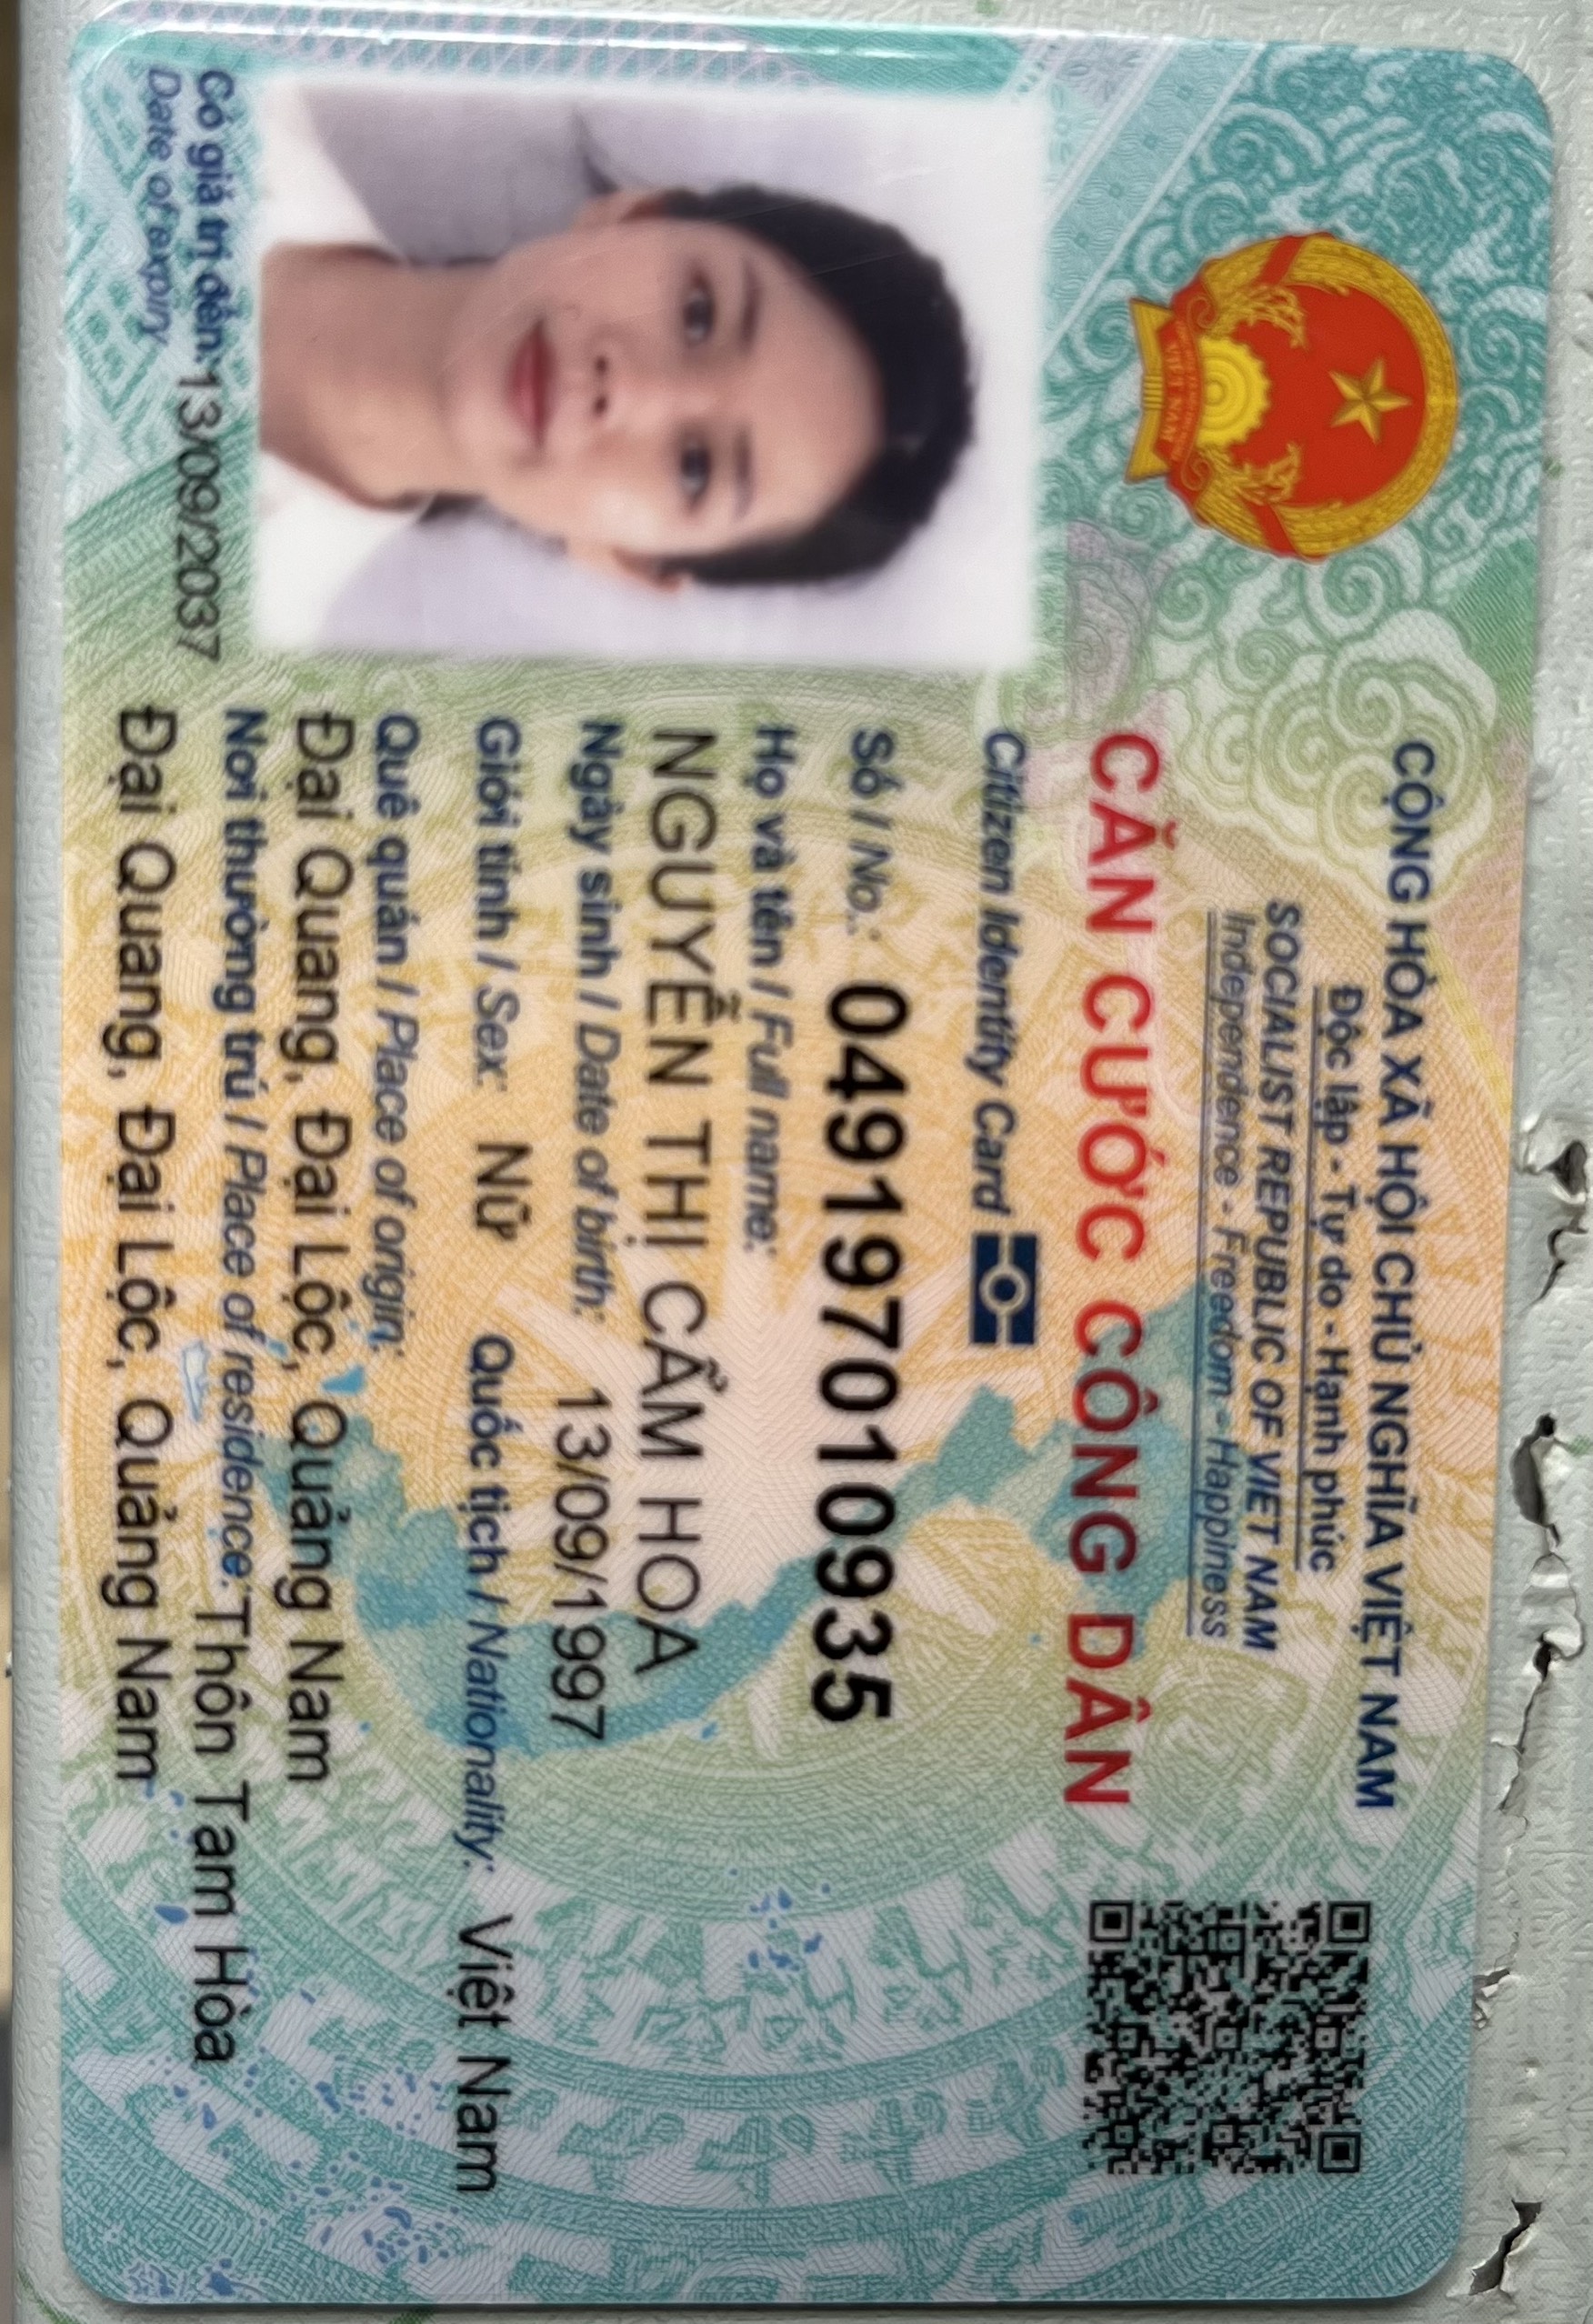 CỘNG HÒA XÃ HỘI CHỦ NGHĨA VIỆT NAM
Độc lập - Tự do - Hạnh phúc
SOCIALIST REPUBLIC OF VIET NAM
Independence - Freedom - Happiness
CĂN CƯỚC CÔNG DÂN
Citizen Identity Card
Số / No.: 049197010935
Họ và tên / Full name:
NGUYỄN THỊ CẨM HOA
Ngày sinh / Date of birth: 13/09/1997
Giới tính / Sex: Nữ Quốc tịch / Nationality: Việt Nam
Quê quán / Place of origin:
Đại Quang, Đại Lộc, Quảng Nam
Nơi thường trú / Place of residence: Thôn Tam Hòa
Đại Quang, Đại Lộc, Quảng Nam
Có giá trị đến: 13/09/2037
Date of expiry
VIỆT NAM